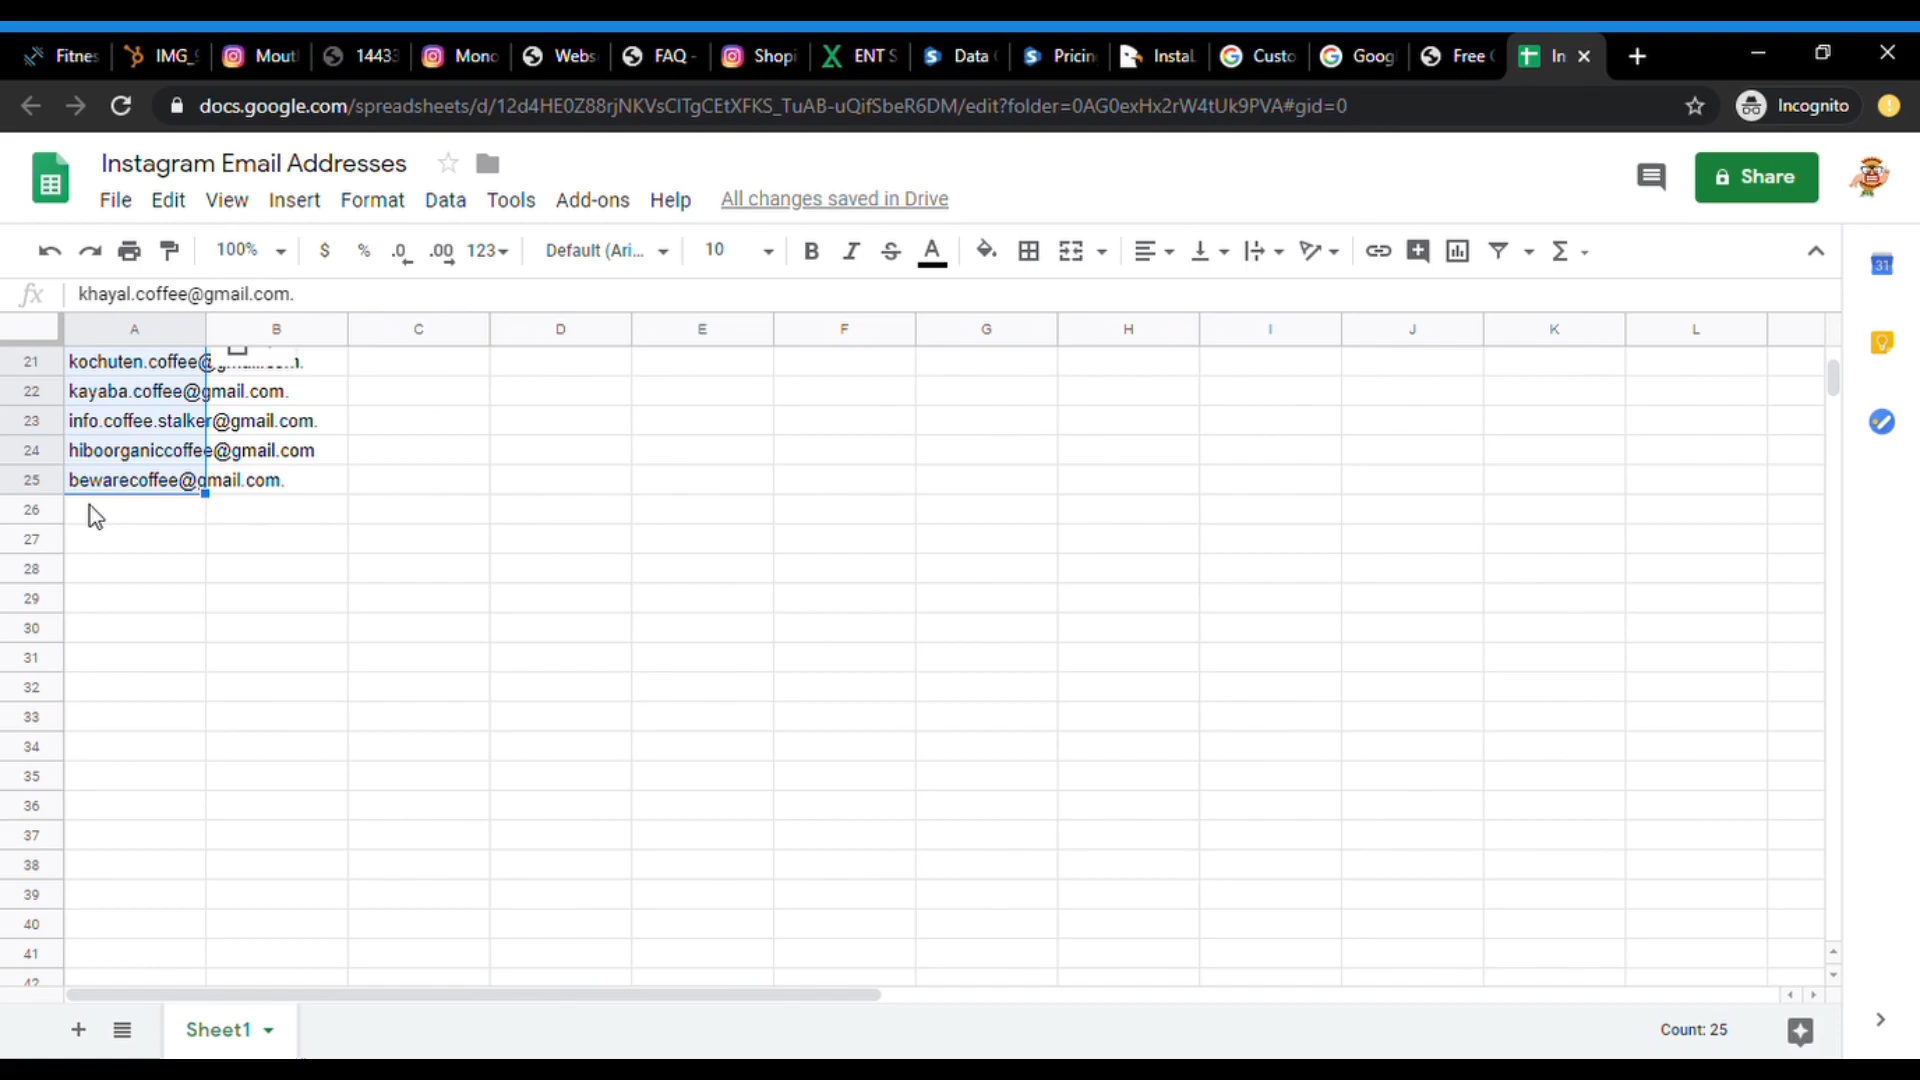 Fitnes IMG_9 Mout 1443 Mono Webs FAQ - Shopi ENT S Data Pricin Instal Custo Goog Free In
docs.google.com/spreadsheets/d/12d4HE0Z88rjNKVsClTgCEtXFKS_TuAB-uQifSbeR6DM/edit?folder=0AG0exHx2rW4tUk9PVA#gid=0 Incognito
Instagram Email Addresses
Share
File Edit View Insert Format Data Tools Add-ons Help All changes saved in Drive
100% $ % .0 .00 123 Default (Ari... 10 B I S A Σ
31
fx khayal.coffee@gmail.com.
A B C D E F G H I J K L
21 kochuten.coffee@
22 kayaba.coffee@gmail.com.
23 info.coffee.stalker@gmail.com.
24 hiboorganiccoffee@gmail.com
25 bewarecoffee@gmail.com.
26
27
28
29
30
31
32
33
34
35
36
37
38
39
40
41
42
Sheet1 Count: 25